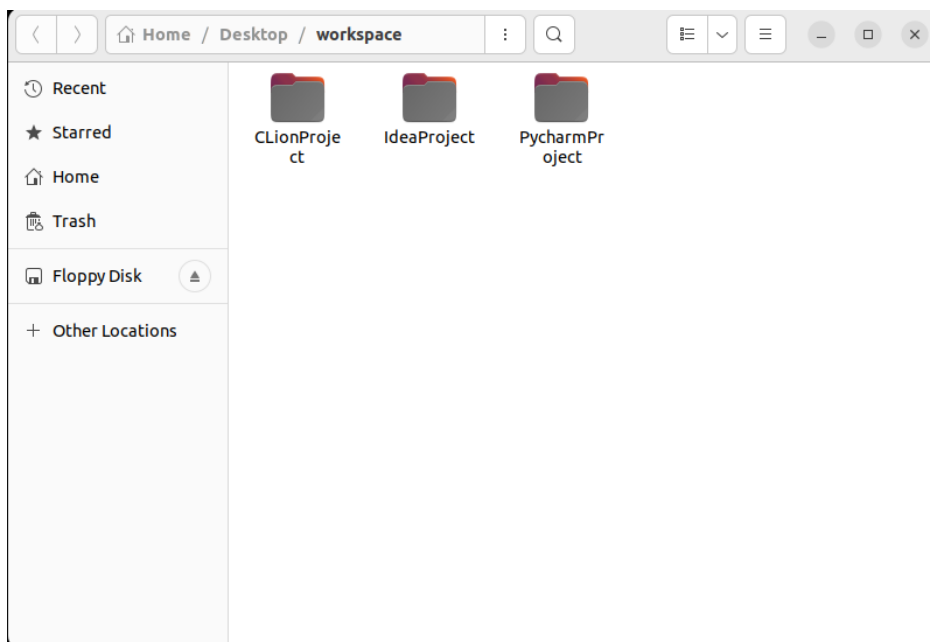 Home / Desktop / workspace
Recent
Starred
Home
Trash
Floppy Disk
Other Locations
CLionProje
ct
IdeaProject
PycharmPr
oject